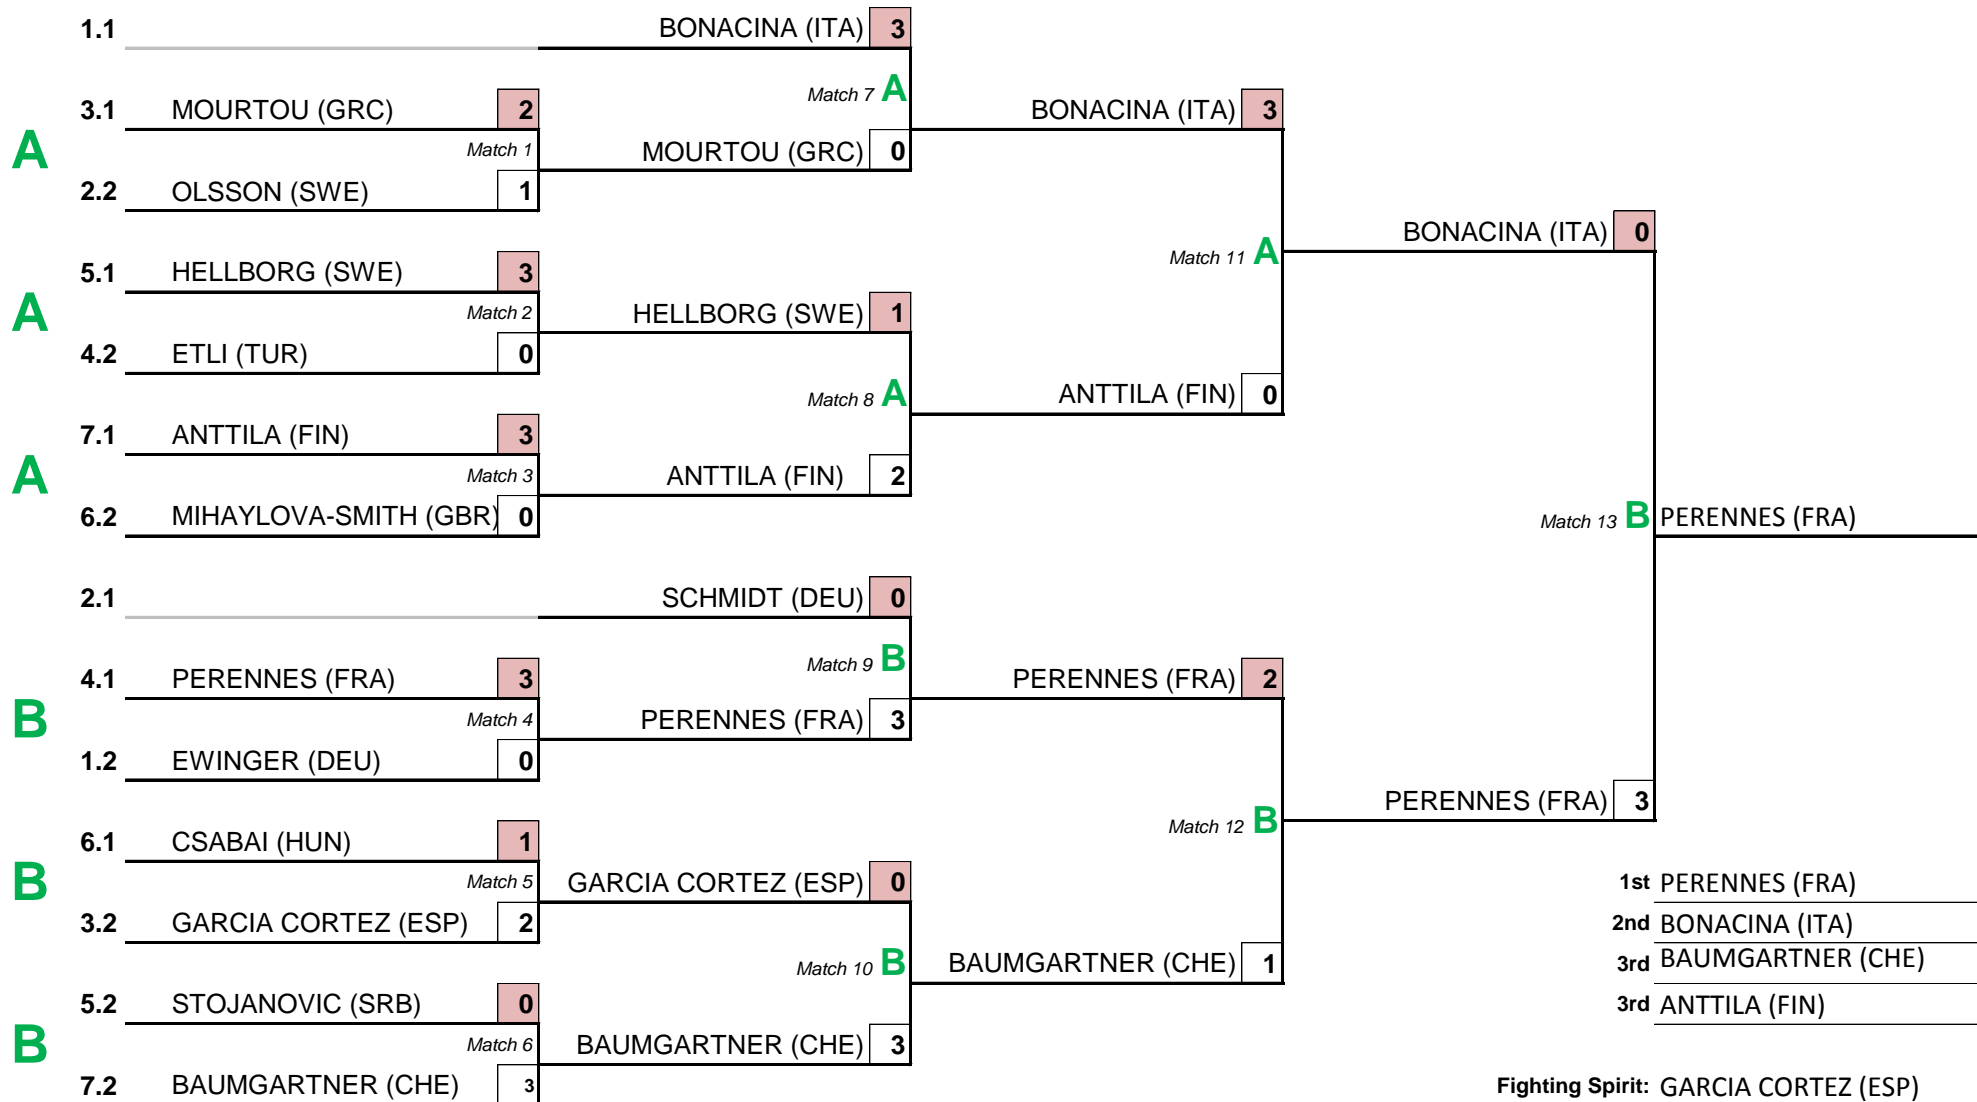 1.1 BONACINA (ITA) 3
Match 7 A
3.1 MOURTOU (GRC) 2 BONACINA (ITA) 3
A Match 1 MOURTOU (GRC) 0
2.2 OLSSON (SWE) 1
BONACINA (ITA) 0
Match 11 A
5.1 HELLBORG (SWE) 3
A Match 2 HELLBORG (SWE) 1
4.2 ETLI (TUR) 0
Match 8 A ANTTILA (FIN) 0
7.1 ANTTILA (FIN) 3
A Match 3 ANTTILA (FIN) 2
6.2 MIHAYLOVA-SMITH (GBR) 0
Match 13 B PERENNES (FRA)
2.1 SCHMIDT (DEU) 0
Match 9 B
4.1 PERENNES (FRA) 3 PERENNES (FRA) 2
B Match 4 PERENNES (FRA) 3
1.2 EWINGER (DEU) 0
PERENNES (FRA) 3
Match 12 B
6.1 CSABAI (HUN) 1
B Match 5 GARCIA CORTEZ (ESP) 0
1st PERENNES (FRA)
3.2 GARCIA CORTEZ (ESP) 2
2nd BONACINA (ITA)
Match 10 B BAUMGARTNER (CHE) 1
3rd BAUMGARTNER (CHE)
5.2 STOJANOVIC (SRB) 0
3rd ANTTILA (FIN)
B Match 6 BAUMGARTNER (CHE) 3
7.2 BAUMGARTNER (CHE) 3
Fighting Spirit: GARCIA CORTEZ (ESP)